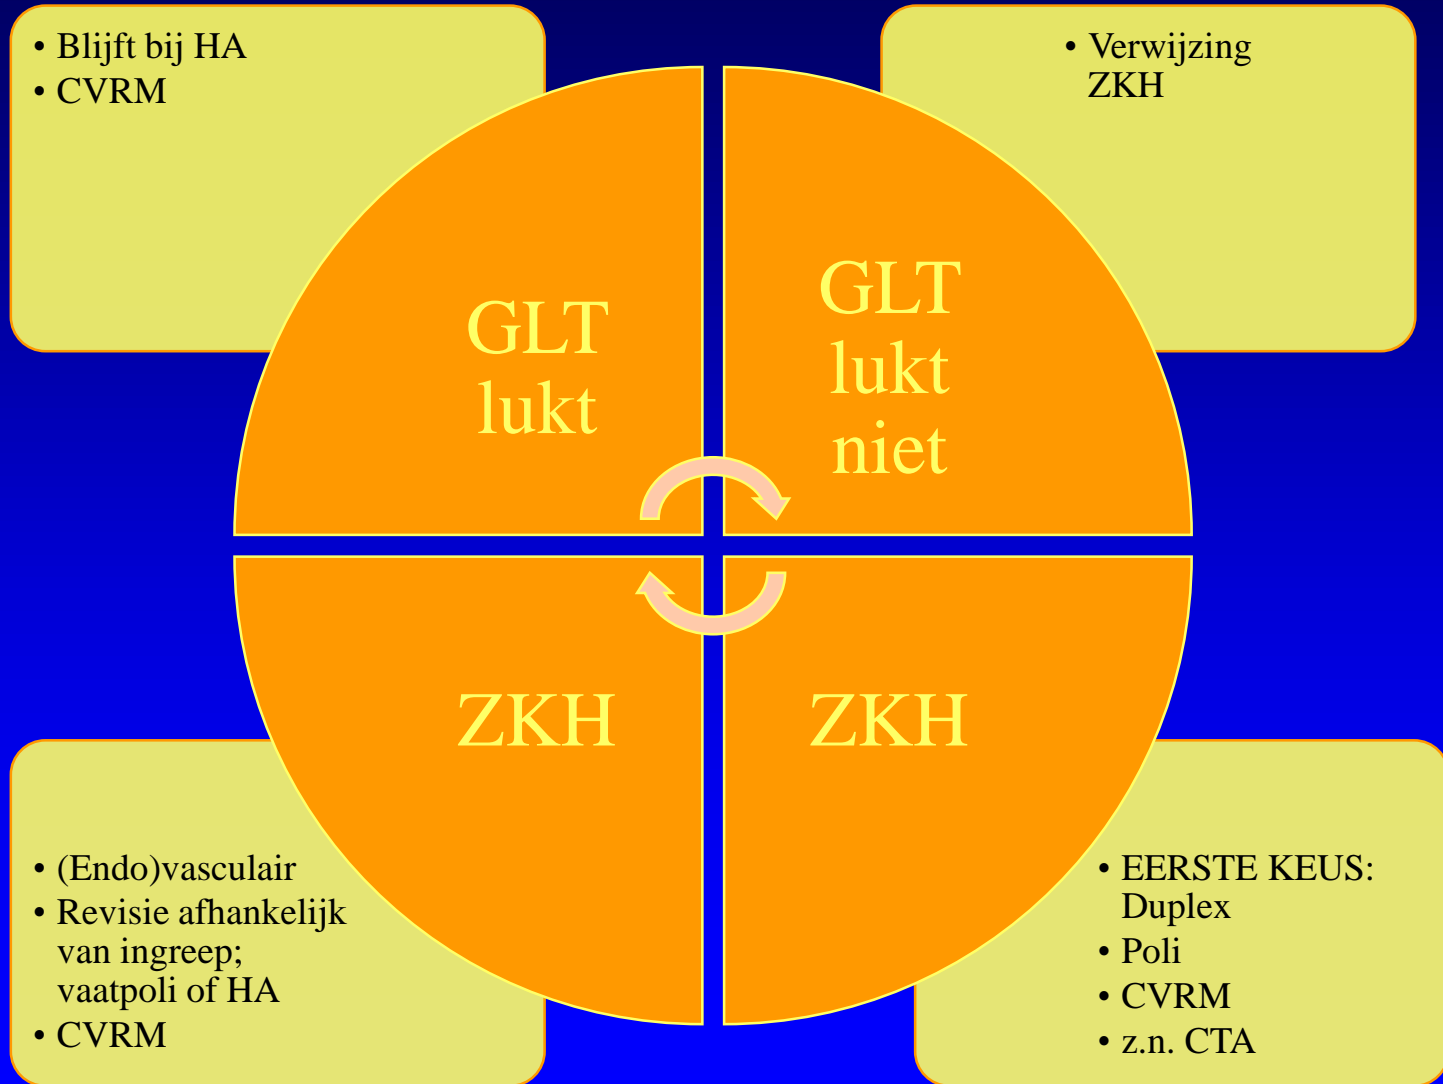 • Blijft bij HA
• CVRM
• Verwijzing
ZKH
GLT
lukt
GLT
lukt
niet
ZKH
ZKH
• (Endo)vasculair
• Revisie afhankelijk
van ingreep;
vaatpoli of HA
• CVRM
• EERSTE KEUS:
Duplex
• Poli
• CVRM
• z.n. CTA